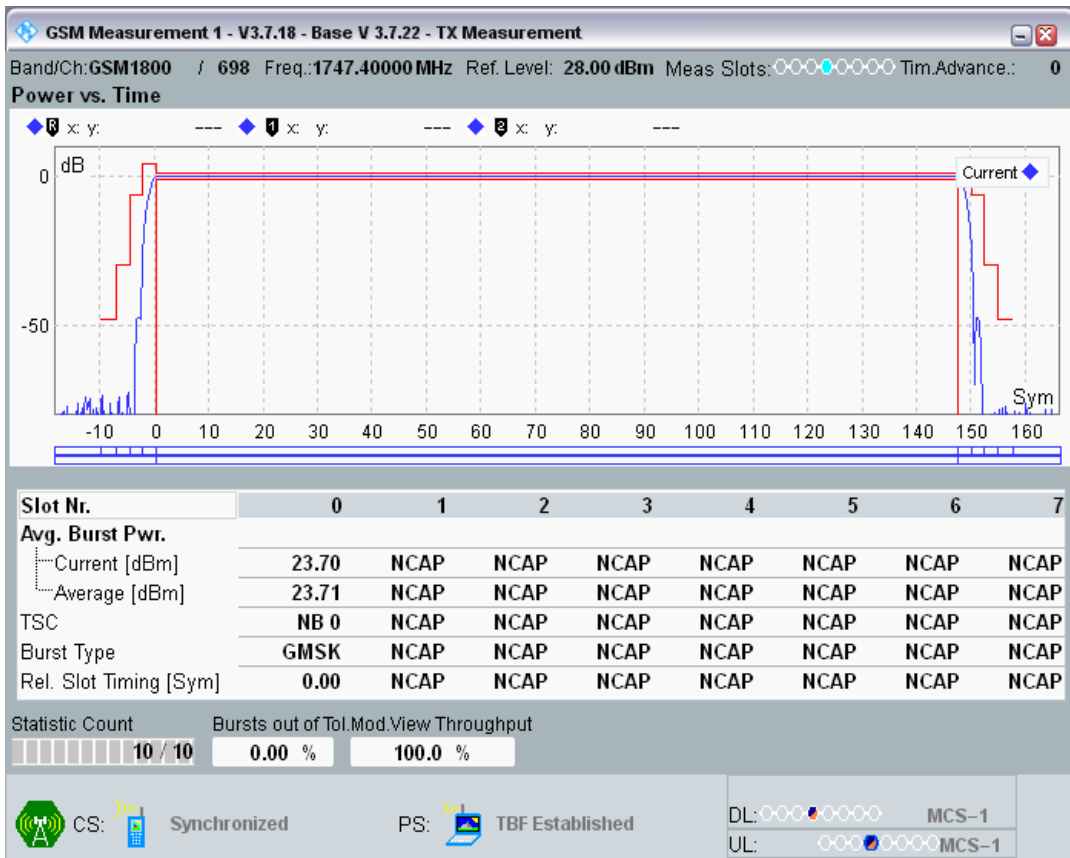 GSM Measurement 1 - V3.7.18 - Base V 3.7.22 - TX Measurement
Band/Ch:GSM1800 / 698 Freq.:1747.40000 MHz Ref. Level: 28.00 dBm Meas Slots: Tim.Advance.: 0
Power vs. Time
R x: y: --- 1 x: y: --- 2 x: y: ---
dB
Current
0
-50
Sym
-10 0 10 20 30 40 50 60 70 80 90 100 110 120 130 140 150 160
Slot Nr. 0 1 2 3 4 5 6 7
Avg. Burst Pwr.
Current [dBm] 23.70 NCAP NCAP NCAP NCAP NCAP NCAP NCAP
Average [dBm] 23.71 NCAP NCAP NCAP NCAP NCAP NCAP NCAP
TSC NB 0 NCAP NCAP NCAP NCAP NCAP NCAP NCAP
Burst Type GMSK NCAP NCAP NCAP NCAP NCAP NCAP NCAP
Rel. Slot Timing [Sym] 0.00 NCAP NCAP NCAP NCAP NCAP NCAP NCAP
Statistic Count Bursts out of Tol.Mod.View Throughput
10 / 10 0.00 % 100.0 %
CS: Synchronized PS: TBF Established
DL: MCS-1
UL: MCS-1